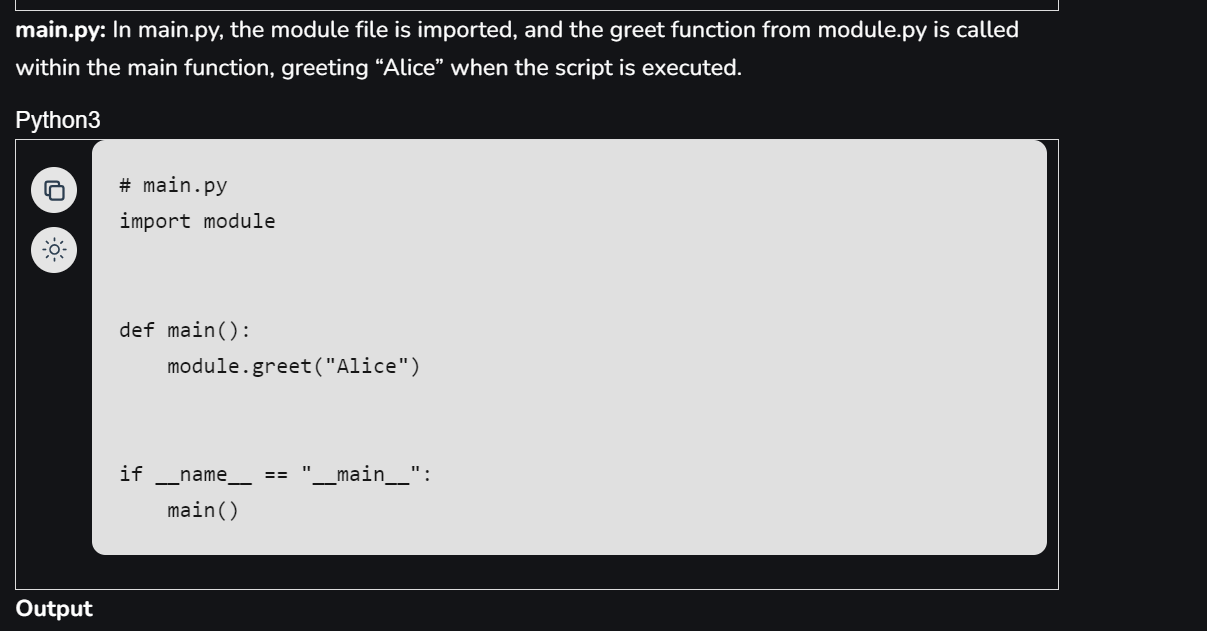 main.py: In main.py, the module file is imported, and the greet function from module.py is called
within the main function, greeting “Alice” when the script is executed.
Python3
# main.py
import module
def main():
    module.greet("Alice")
if __name__ == "__main__":
    main()
Output